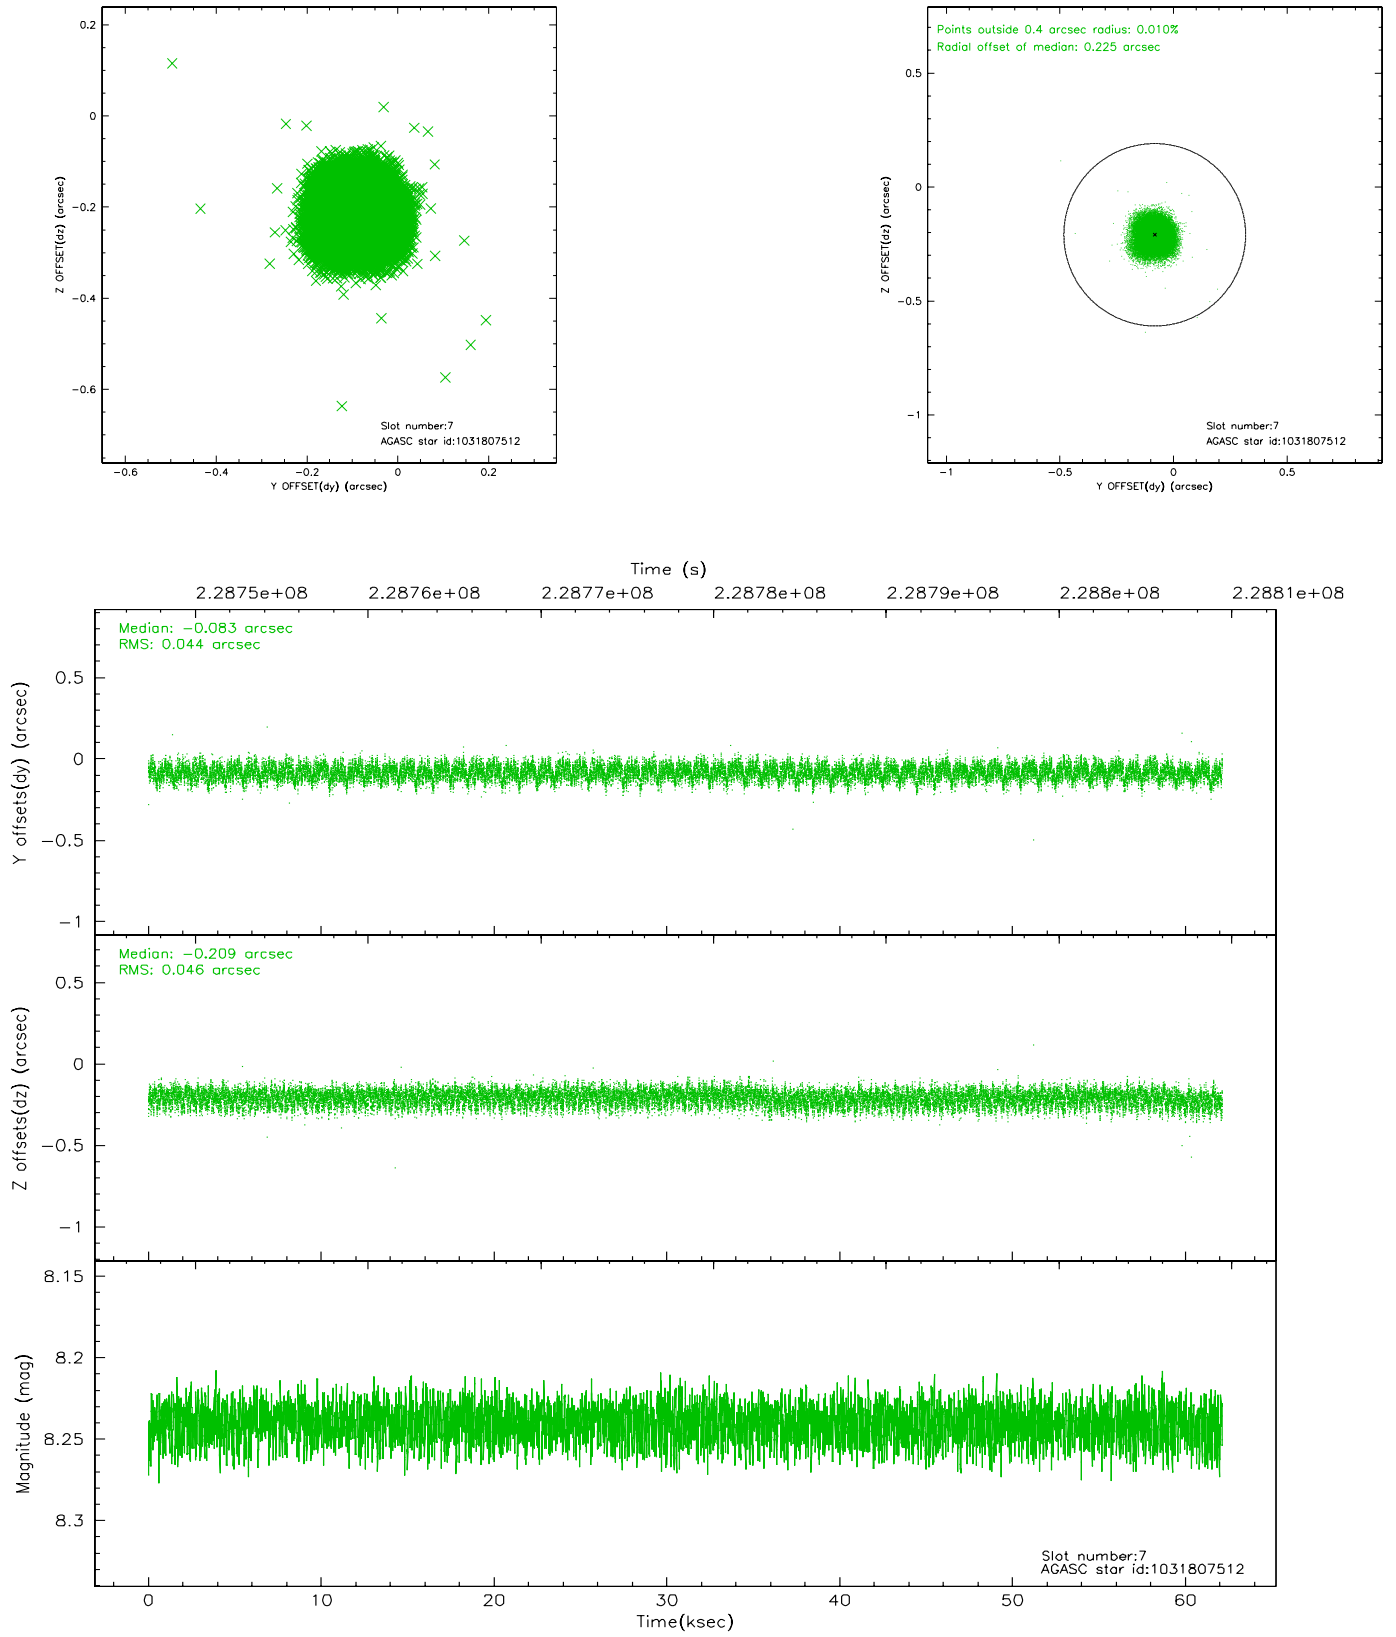 0.2
0
-0.2
-0.4
-0.6
Z OFFSET(dz) (arcsec)
Slot number:7
AGASC star id:1031807512
-0.6 -0.4 -0.2 0 0.2
Y OFFSET(dy) (arcsec)
Points outside 0.4 arcsec radius: 0.010%
Radial offset of median: 0.225 arcsec
0.5
0
-0.5
-1
Z OFFSET(dz) (arcsec)
Slot number:7
AGASC star id:1031807512
-1 -0.5 0 0.5
Y OFFSET(dy) (arcsec)
Time (s)
2.2875e+08 2.2876e+08 2.2877e+08 2.2878e+08 2.2879e+08 2.288e+08 2.2881e+08
Median: -0.083 arcsec
RMS: 0.044 arcsec
0.5
0
-0.5
-1
Y offsets(dy) (arcsec)
Median: -0.209 arcsec
RMS: 0.046 arcsec
0.5
0
-0.5
-1
Z offsets(dz) (arcsec)
8.15
8.2
8.25
8.3
Magnitude (mag)
Slot number:7
AGASC star id:1031807512
0 10 20 30 40 50 60
Time(ksec)